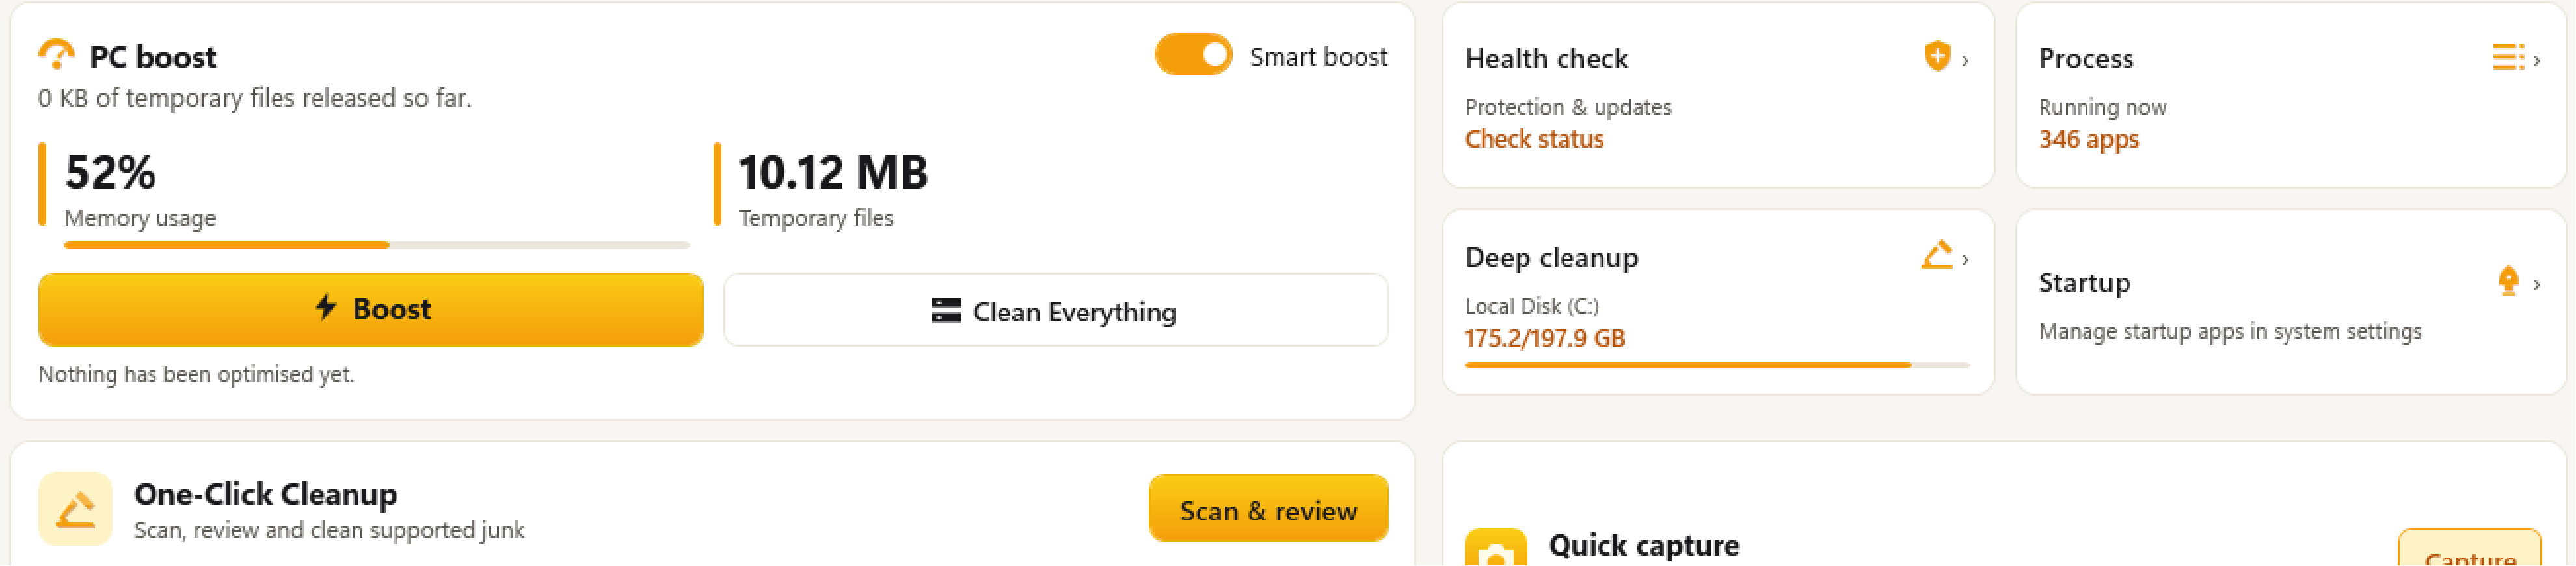 PC boost
Smart boost
0 KB of temporary files released so far.
52%
Memory usage
10.12 MB
Temporary files
Boost
Clean Everything
Nothing has been optimised yet.
Health check
Protection & updates
Check status
Process
Running now
346 apps
Deep cleanup
Local Disk (C:)
175.2/197.9 GB
Startup
Manage startup apps in system settings
One-Click Cleanup
Scan, review and clean supported junk
Scan & review
Quick capture
Capture